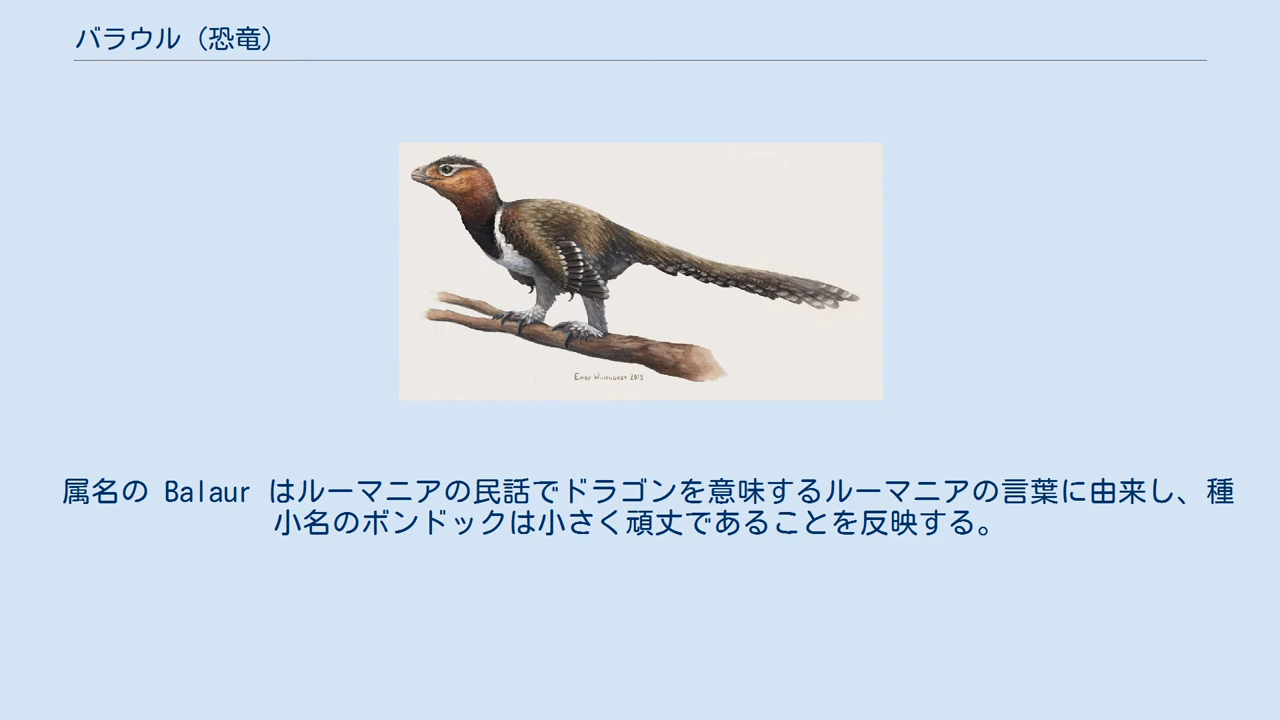 バラウル（恐竜）
EMILY WILLOUGHBY 2015
属名の Balaur はルーマニアの民話でドラゴンを意味するルーマニアの言葉に由来し、種
小名のボンドックは小さく頑丈であることを反映する。